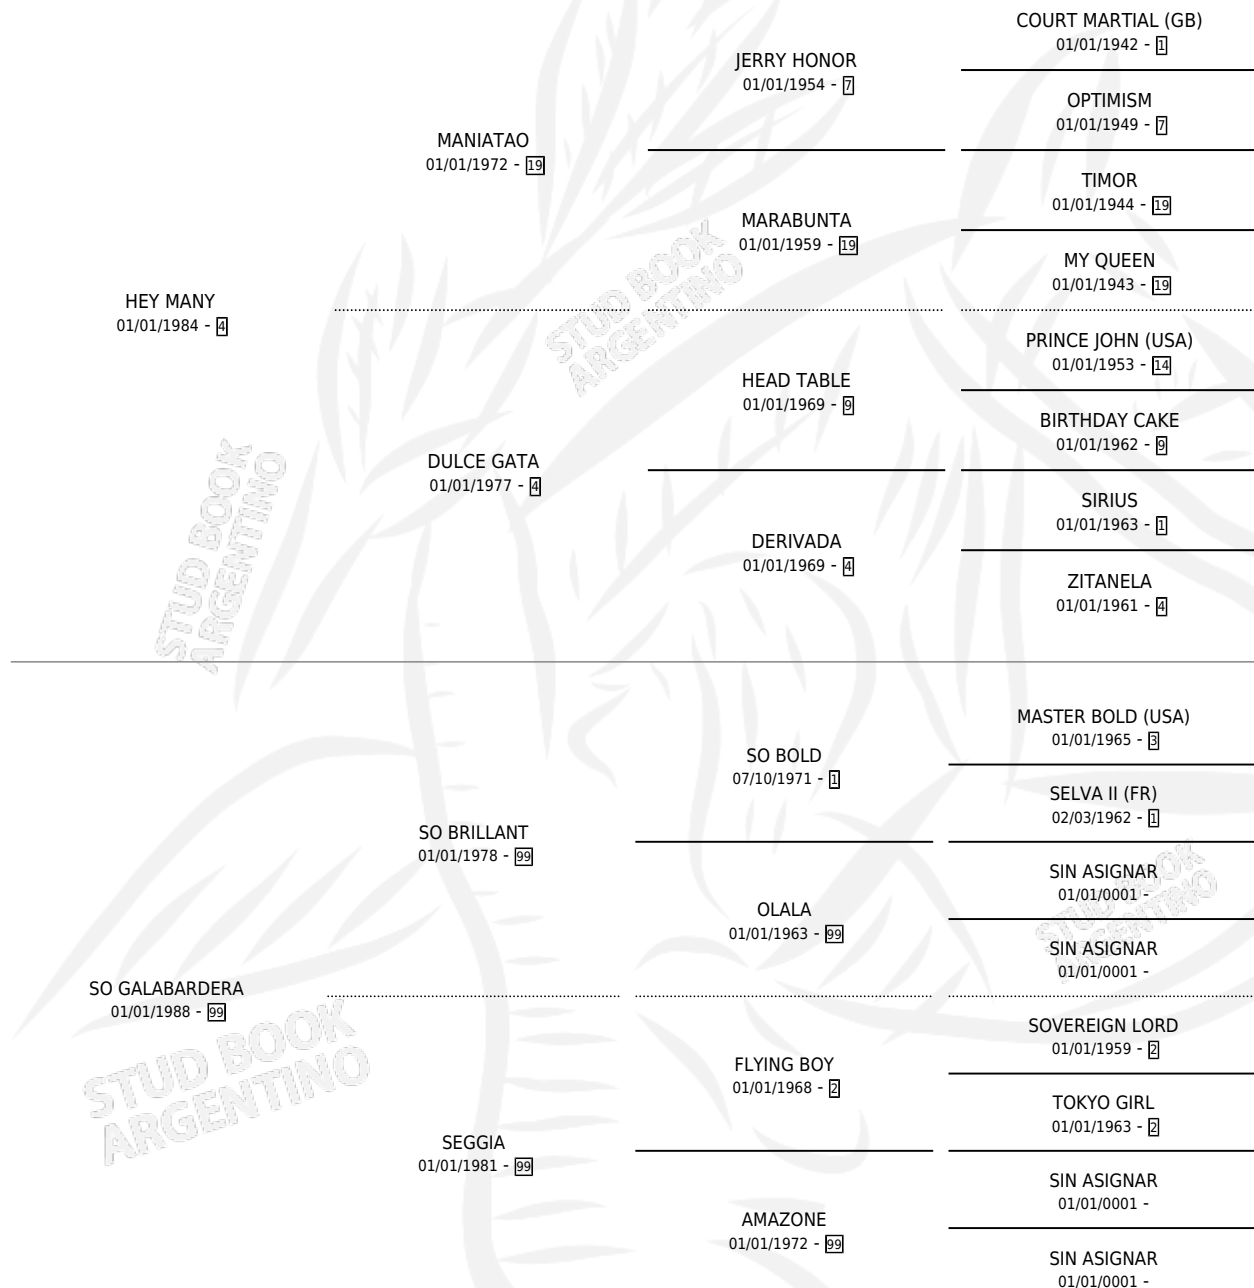 COURT MARTIAL (GB)
01/01/1942 - 1
JERRY HONOR
01/01/1954 - 7
OPTIMISM
01/01/1949 - 7
MANIATAO
01/01/1972 - 19
TIMOR
01/01/1944 - 19
MARABUNTA
01/01/1959 - 19
MY QUEEN
01/01/1943 - 19
HEY MANY
01/01/1984 - 4
STUD BOOK
ARGENTINO
PRINCE JOHN (USA)
01/01/1953 - 14
HEAD TABLE
01/01/1969 - 9
BIRTHDAY CAKE
01/01/1962 - 9
DULCE GATA
01/01/1977 - 4
SIRIUS
01/01/1963 - 1
DERIVADA
01/01/1969 - 4
ZITANELA
01/01/1961 - 4
STUD BOOK
ARGENTINO
MASTER BOLD (USA)
01/01/1965 - 3
SO BOLD
07/10/1971 - 1
SELVA II (FR)
02/03/1962 - 1
SO BRILLANT
01/01/1978 - 99
SIN ASIGNAR
01/01/0001 -
OLALA
01/01/1963 - 99
SIN ASIGNAR
01/01/0001 -
STUD BOOK
ARGENTINO
SO GALABARDERA
01/01/1988 - 99
STUD BOOK
ARGENTINO
SOVEREIGN LORD
01/01/1959 - 2
FLYING BOY
01/01/1968 - 2
TOKYO GIRL
01/01/1963 - 2
SEGGIA
01/01/1981 - 99
SIN ASIGNAR
01/01/0001 -
AMAZONE
01/01/1972 - 99
SIN ASIGNAR
01/01/0001 -